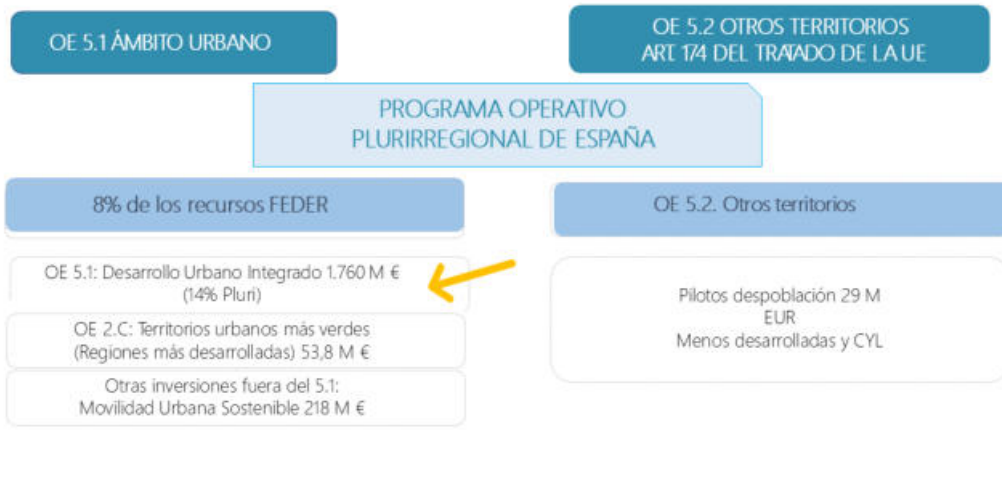 OE 5.1 ÁMBITO URBANO
OE 5.2 OTROS TERRITORIOS
ART. 174 DEL TRATADO DE LA UE
PROGRAMA OPERATIVO
PLURIRREGIONAL DE ESPAÑA
8% de los recursos FEDER
OE 5.1: Desarrollo Urbano Integrado 1.760 M €
(14% Pluri)
OE 2.C: Territorios urbanos más verdes
(Regiones más desarrolladas) 53,8 M €
Otras inversiones fuera del 5.1:
Movilidad Urbana Sostenible 218 M €
OE 5.2. Otros territorios
Pilotos despoblación 29 M
EUR
Menos desarrolladas y CYL